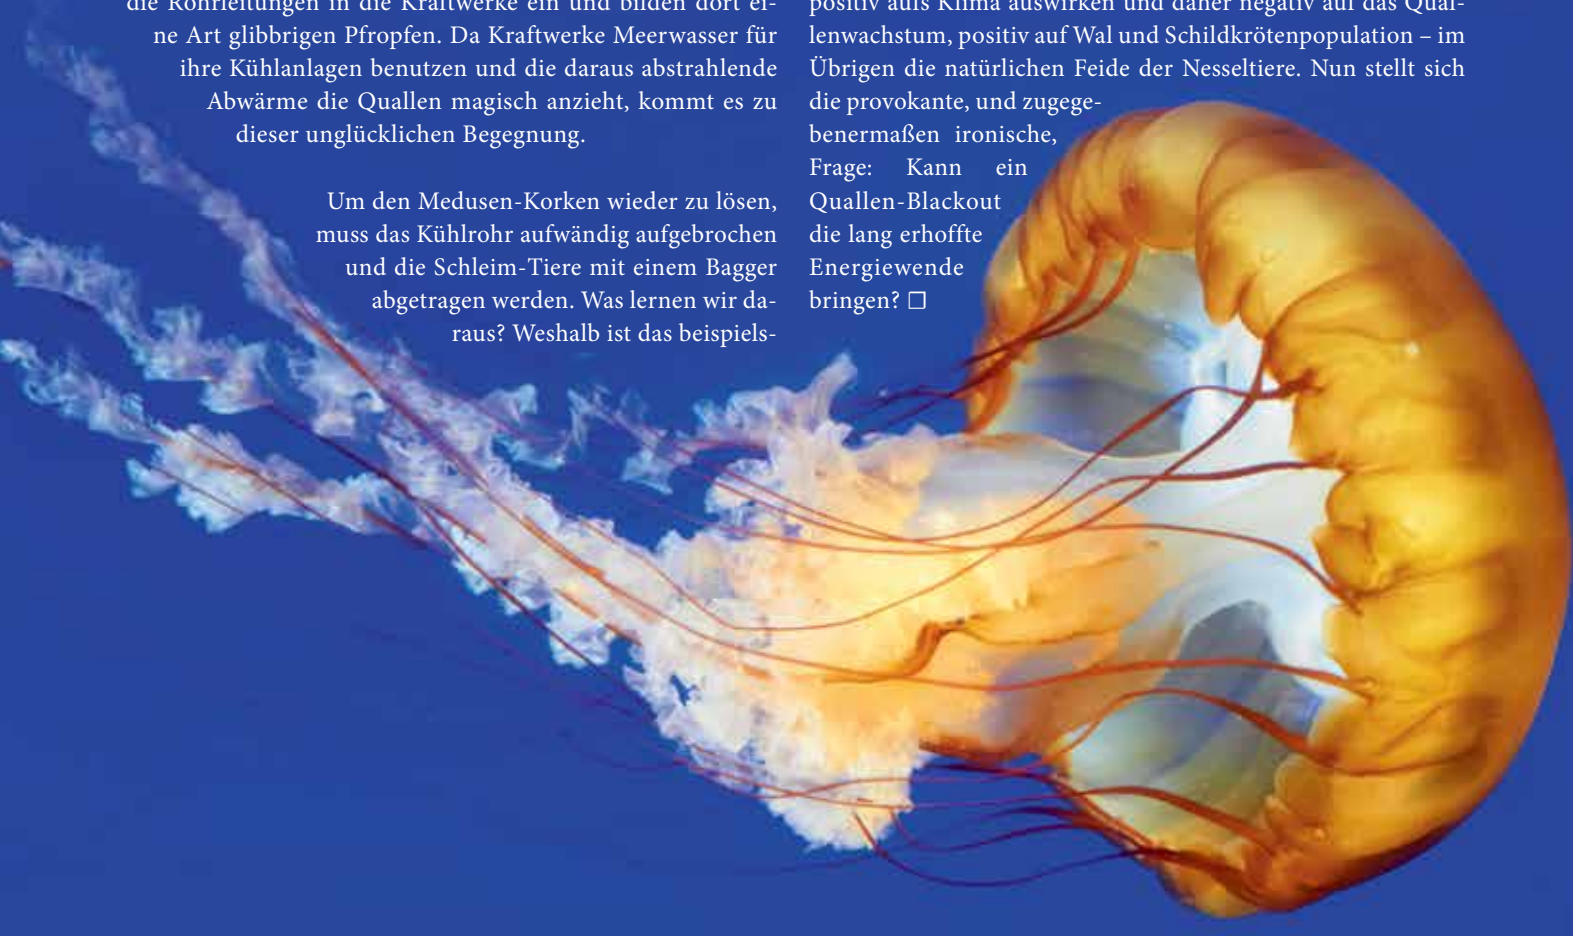 die Rohrleitungen in die Kraftwerke ein und bilden dort ei-
ne Art glibbrigen Pfropfen. Da Kraftwerke Meerwasser für
ihre Kühlanlagen benutzen und die daraus abstrahlende
Abwärme die Quallen magisch anzieht, kommt es zu
dieser unglücklichen Begegnung.
Um den Medusen-Korken wieder zu lösen,
muss das Kühlrohr aufwändig aufgebrochen
und die Schleim-Tiere mit einem Bagger
abgetragen werden. Was lernen wir da-
raus? Weshalb ist das beispiels-
positiv aufs Klima auswirken und daher negativ auf das Qual-
lenwachstum, positiv auf Wal und Schildkrötenpopulation – im
Übrigen die natürlichen Feide der Nesseltiere. Nun stellt sich
die provokante, und zugege-
benermaßen ironische,
Frage: Kann ein
Quallen-Blackout
die lang erhoffte
Energiewende
bringen? ❒